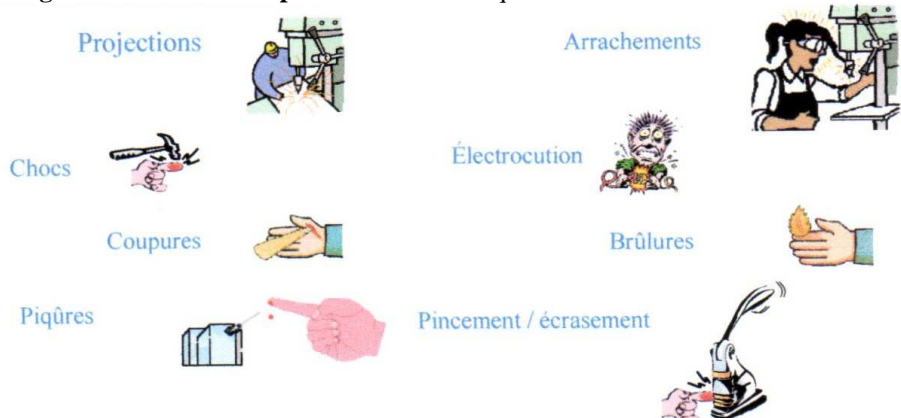 Projections
Arrachements
Chocs
Électrocution
Coupures
Brûlures
Piqûres
Pincement / écrasement